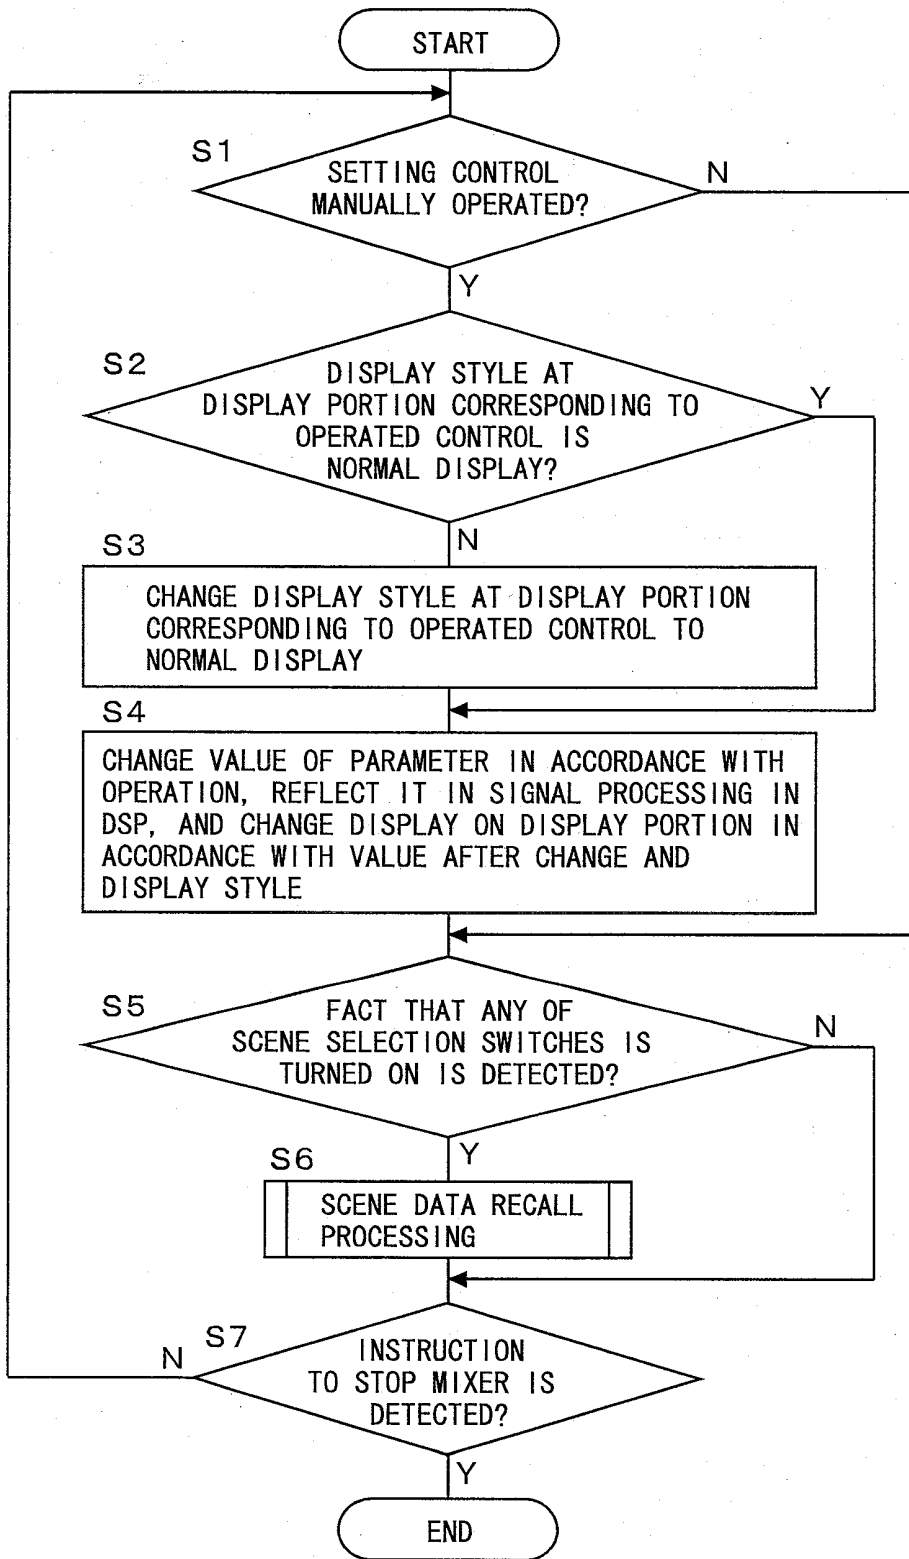 START
S1
SETTING CONTROL
MANUALLY OPERATED?
N
Y
S2
DISPLAY STYLE AT
DISPLAY PORTION CORRESPONDING TO
OPERATED CONTROL IS
NORMAL DISPLAY?
Y
N
S3
CHANGE DISPLAY STYLE AT DISPLAY PORTION
CORRESPONDING TO OPERATED CONTROL TO
NORMAL DISPLAY
S4
CHANGE VALUE OF PARAMETER IN ACCORDANCE WITH
OPERATION, REFLECT IT IN SIGNAL PROCESSING IN
DSP, AND CHANGE DISPLAY ON DISPLAY PORTION IN
ACCORDANCE WITH VALUE AFTER CHANGE AND
DISPLAY STYLE
S5
FACT THAT ANY OF
SCENE SELECTION SWITCHES IS
TURNED ON IS DETECTED?
N
Y
S6
SCENE DATA RECALL
PROCESSING
S7
N
INSTRUCTION
TO STOP MIXER IS
DETECTED?
Y
END